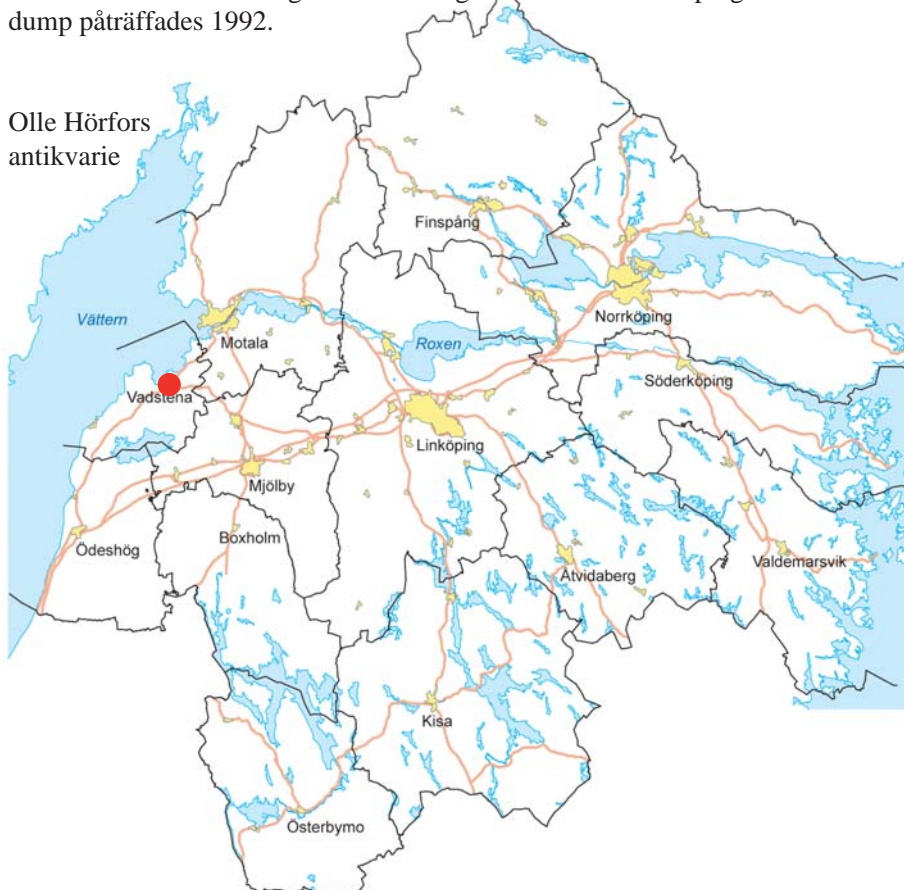 dump påträffades 1992.
Olle Hörfors
antikvarie
Finspång
Vättern
Norrköping
Motala
Roxen
Söderköping
Vadstena
Linköping
Mjölby
Ödeshög
Boxholm
Åtvidaberg
Valdemarsvik
Kisa
Österbymo